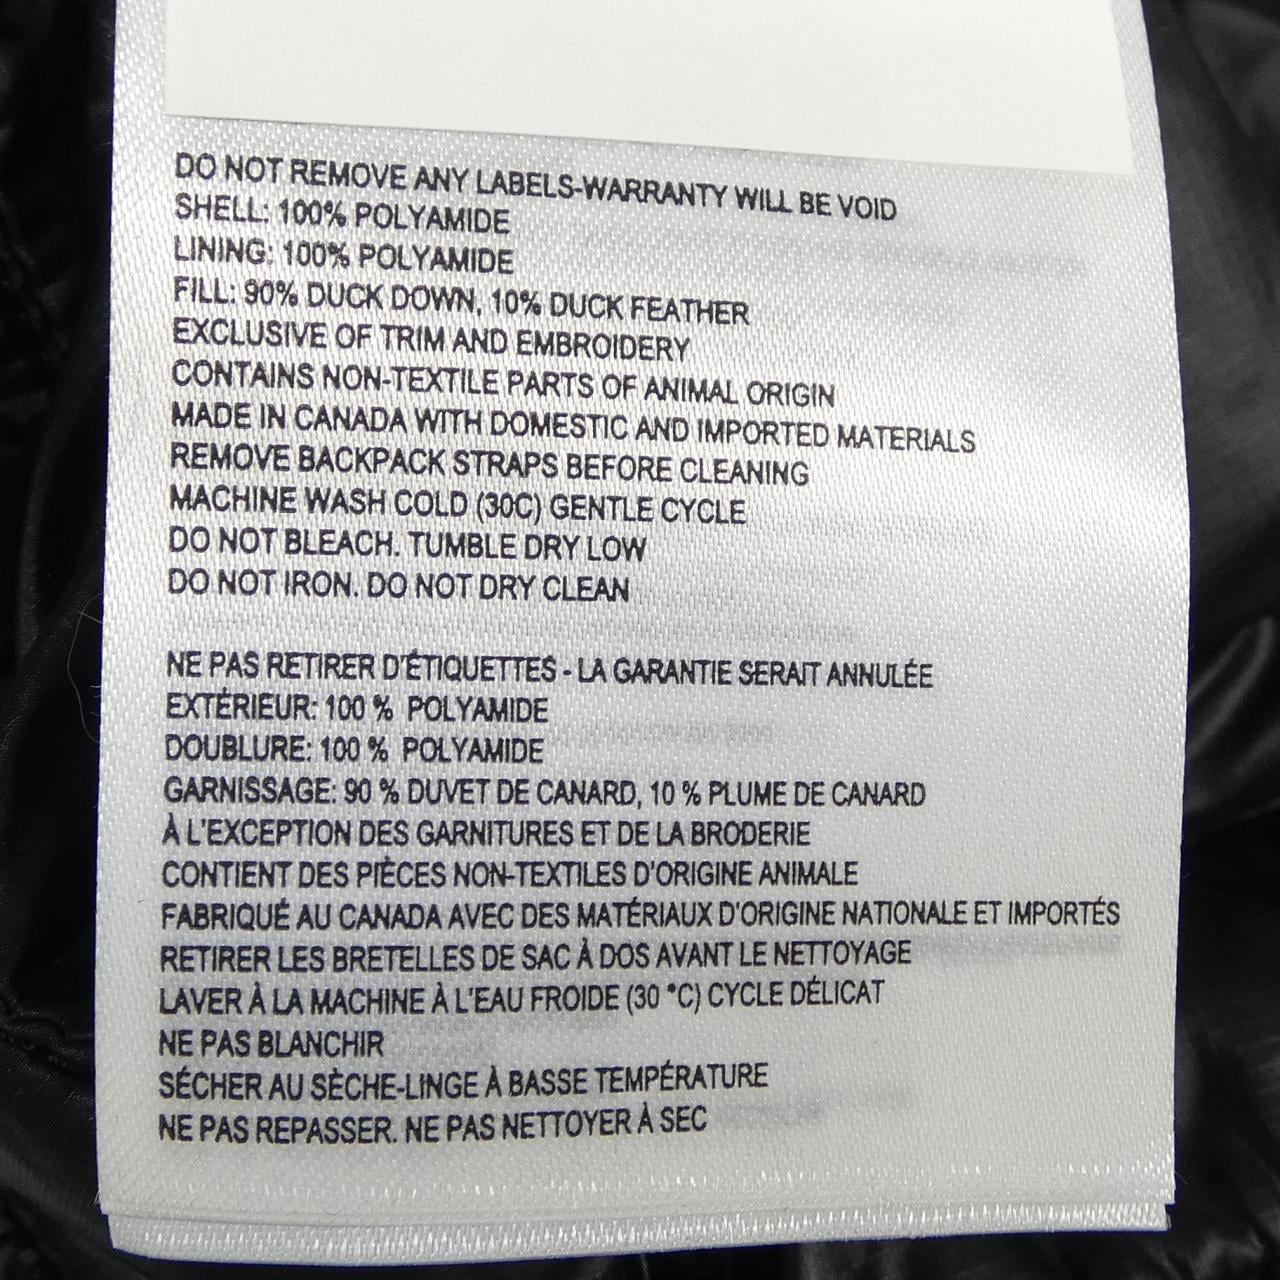 DO NOT REMOVE ANY LABELS-WARRANTY WILL BE VOID
SHELL: 100% POLYAMIDE
LINING: 100% POLYAMIDE
FILL: 90% DUCK DOWN, 10% DUCK FEATHER
EXCLUSIVE OF TRIM AND EMBROIDERY
CONTAINS NON-TEXTILE PARTS OF ANIMAL ORIGIN
MADE IN CANADA WITH DOMESTIC AND IMPORTED MATERIALS
REMOVE BACKPACK STRAPS BEFORE CLEANING
MACHINE WASH COLD (30C) GENTLE CYCLE
DO NOT BLEACH. TUMBLE DRY LOW
DO NOT IRON. DO NOT DRY CLEAN
NE PAS RETIRER D'ÉTIQUETTES - LA GARANTIE SERAIT ANNULÉE
EXTÉRIEUR: 100 % POLYAMIDE
DOUBLURE: 100 % POLYAMIDE
GARNISSAGE: 90 % DUVET DE CANARD, 10 % PLUME DE CANARD
À L'EXCEPTION DES GARNITURES ET DE LA BRODERIE
CONTIENT DES PIÈCES NON-TEXTILES D'ORIGINE ANIMALE
FABRIQUÉ AU CANADA AVEC DES MATÉRIAUX D'ORIGINE NATIONALE ET IMPORTÉS
RETIRER LES BRETELLES DE SAC À DOS AVANT LE NETTOYAGE
LAVER À LA MACHINE À L'EAU FROIDE (30 °C) CYCLE DÉLICAT
NE PAS BLANCHIR
SÉCHER AU SÈCHE-LINGE À BASSE TEMPÉRATURE
NE PAS REPASSER. NE PAS NETTOYER À SEC